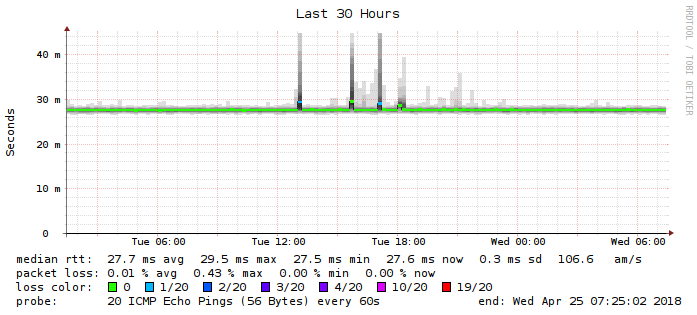 Last 30 Hours
RRDTOOL / TOBI OETIKER
Seconds
40 m
30 m
20 m
10 m
0
Tue 06:00 Tue 12:00 Tue 18:00 Wed 00:00 Wed 06:00
median rtt: 27.7 ms avg 29.5 ms max 27.5 ms min 27.6 ms now 0.3 ms sd 106.6 am/s
packet loss: 0.01 % avg 0.43 % max 0.00 % min 0.00 % now
loss color: 0 1/20 2/20 3/20 4/20 10/20 19/20
probe: 20 ICMP Echo Pings (56 Bytes) every 60s end: Wed Apr 25 07:25:02 2018